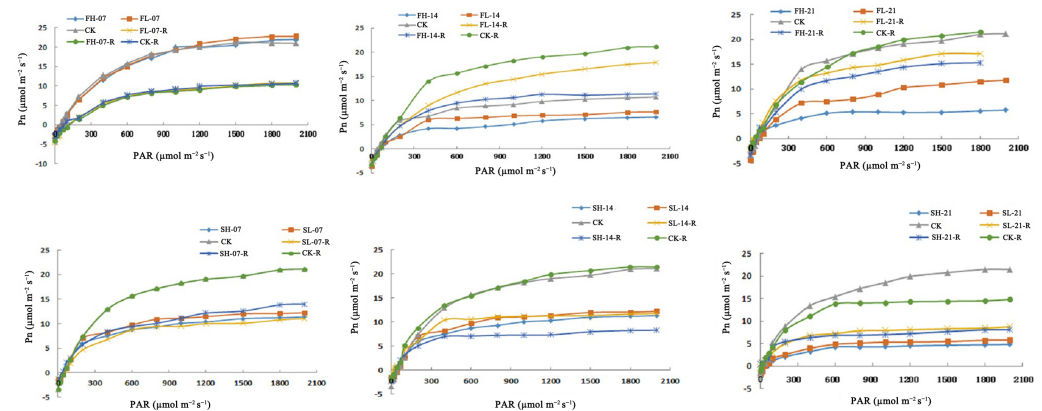 FH-07 FL-07
CK FL-07-R
FH-07-R CK-R
Pn (µmol m⁻² s⁻¹)
25
20
15
10
5
0
-5
-10
0 300 600 900 1200 1500 1800 2100
PAR (µmol m⁻² s⁻¹)
FH-14 FL-14
CK FL-14-R
FH-14-R CK-R
Pn (µmol m⁻² s⁻¹)
25
20
15
10
5
0
-5
0 300 600 900 1200 1500 1800 2100
PAR (µmol m⁻² s⁻¹)
FH-21 FL-21
CK FL-21-R
FH-21-R CK-R
Pn (µmol m⁻² s⁻¹)
25
20
15
10
5
0
-5
300 600 900 1200 1500 1800 2100
PAR (µmol m⁻² s⁻¹)
SH-07 SL-07
CK SL-07-R
SH-07-R CK-R
Pn (µmol m⁻² s⁻¹)
25
20
15
10
5
0
-5
0 300 600 900 1200 1500 1800 2100
PAR (µmol m⁻² s⁻¹)
SH-14 SL-14
CK SL-14-R
SH-14-R CK-R
Pn (µmol m⁻² s⁻¹)
25
20
15
10
5
0
-5
0 300 600 900 1200 1500 1800 2100
PAR (µmol m⁻² s⁻¹)
SH-21 SL-21
CK SL-21-R
SH-21-R CK-R
Pn (µmol m⁻² s⁻¹)
25
20
15
10
5
0
-5
300 600 900 1200 1500 1800 2100
PAR (µmol m⁻² s⁻¹)